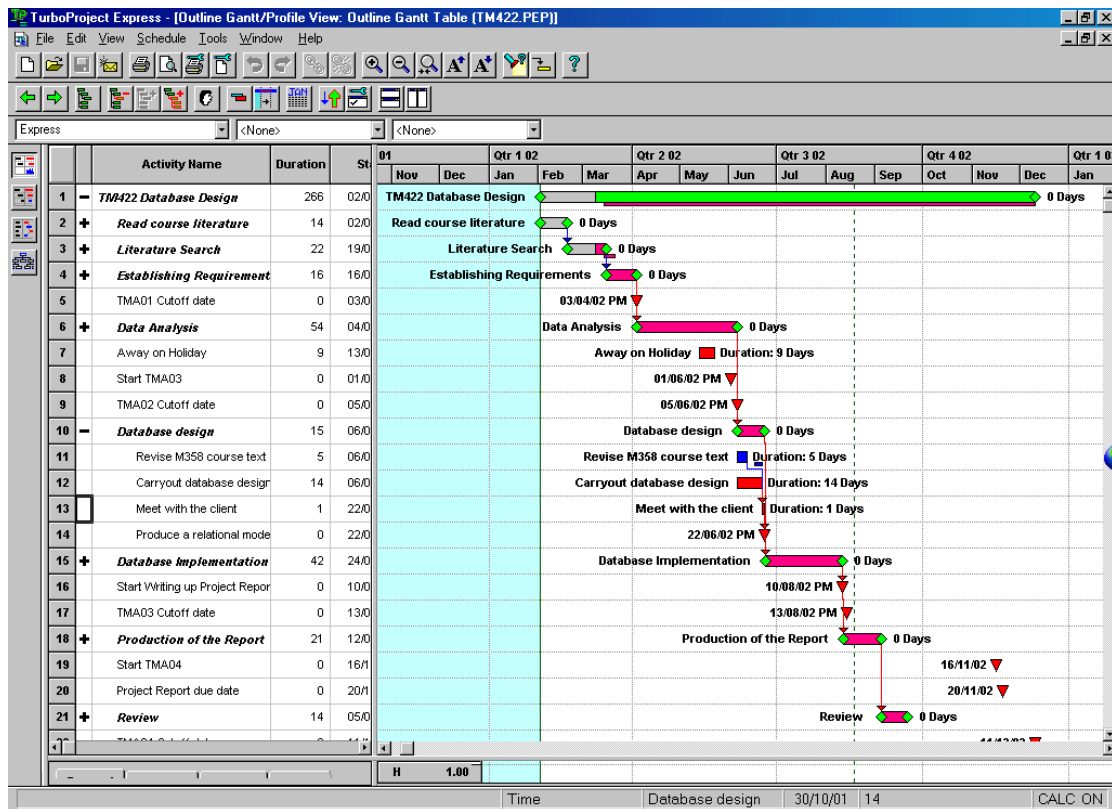 TurboProject Express - [Outline Gantt/Profile View: Outline Gantt Table (TM422.PEP)]
File Edit View Schedule Tools Window Help
JAN
Express <None> <None>
Activity Name Duration
01 Qtr 1 02 Qtr 2 02 Qtr 3 02 Qtr 4 02
Nov Dec Jan Feb Mar Apr May Jun Jul Aug Sep Oct Nov Dec Jan
1 TM422 Database Design 266 02/0 TM422 Database Design 0 Days
2 Read course literature 14 02/0 Read course literature 0 Days
3 Literature Search 22 19/0 Literature Search 0 Days
4 Establishing Requirement 16 16/0 Establishing Requirements 0 Days
5 TMA01 Cutoff date 0 03/0 03/04/02 PM
6 Data Analysis 54 04/0 Data Analysis 0 Days
7 Away on Holiday 9 13/0 Away on Holiday Duration: 9 Days
8 Start TMA03 0 01/0 01/06/02 PM
9 TMA02 Cutoff date 0 05/0 05/06/02 PM
10 Database design 15 06/0 Database design 0 Days
11 Revise M358 course text 5 06/0 Revise M358 course text Duration: 5 Days
12 Carryout database design 14 06/0 Carryout database design Duration: 14 Days
13 Meet with the client 1 22/0 Meet with the client Duration: 1 Days
14 Produce a relational mode 0 22/0 22/06/02 PM
15 Database Implementation 42 24/0 Database Implementation 0 Days
16 Start Writing up Project Repor 0 10/0 10/08/02 PM
17 TMA03 Cutoff date 0 13/0 13/08/02 PM
18 Production of the Report 21 12/0 Production of the Report 0 Days
19 Start TMA04 0 16/1 16/11/02
20 Project Report due date 0 20/1 20/11/02
21 Review 14 05/0 Review 0 Days
H 1.00
Time Database design 30/10/01 14 CALC ON